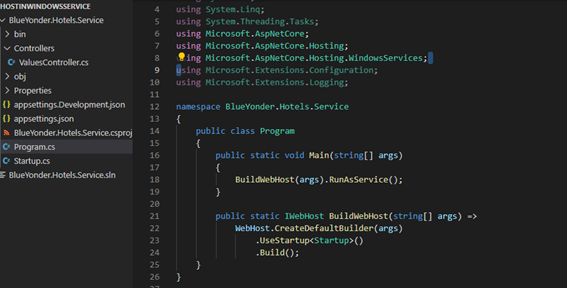 HOSTINWINDOWSSERVICE
BlueYonder.Hotels.Service
bin
Controllers
ValuesController.cs
obj
Properties
appsettings.Development.json
appsettings.json
BlueYonder.Hotels.Service.csproj
Program.cs
Startup.cs
BlueYonder.Hotels.Service.sln
4 using System.Linq;
5 using System.Threading.Tasks;
6 using Microsoft.AspNetCore;
7 using Microsoft.AspNetCore.Hosting;
8 using Microsoft.AspNetCore.Hosting.WindowsServices;
9 using Microsoft.Extensions.Configuration;
10 using Microsoft.Extensions.Logging;
11
12 namespace BlueYonder.Hotels.Service
13 {
14 public class Program
15 {
16 public static void Main(string[] args)
17 {
18 BuildWebHost(args).RunAsService();
19 }
20
21 public static IWebHost BuildWebHost(string[] args) =>
22 WebHost.CreateDefaultBuilder(args)
23 .UseStartup<Startup>()
24 .Build();
25 }
26 }